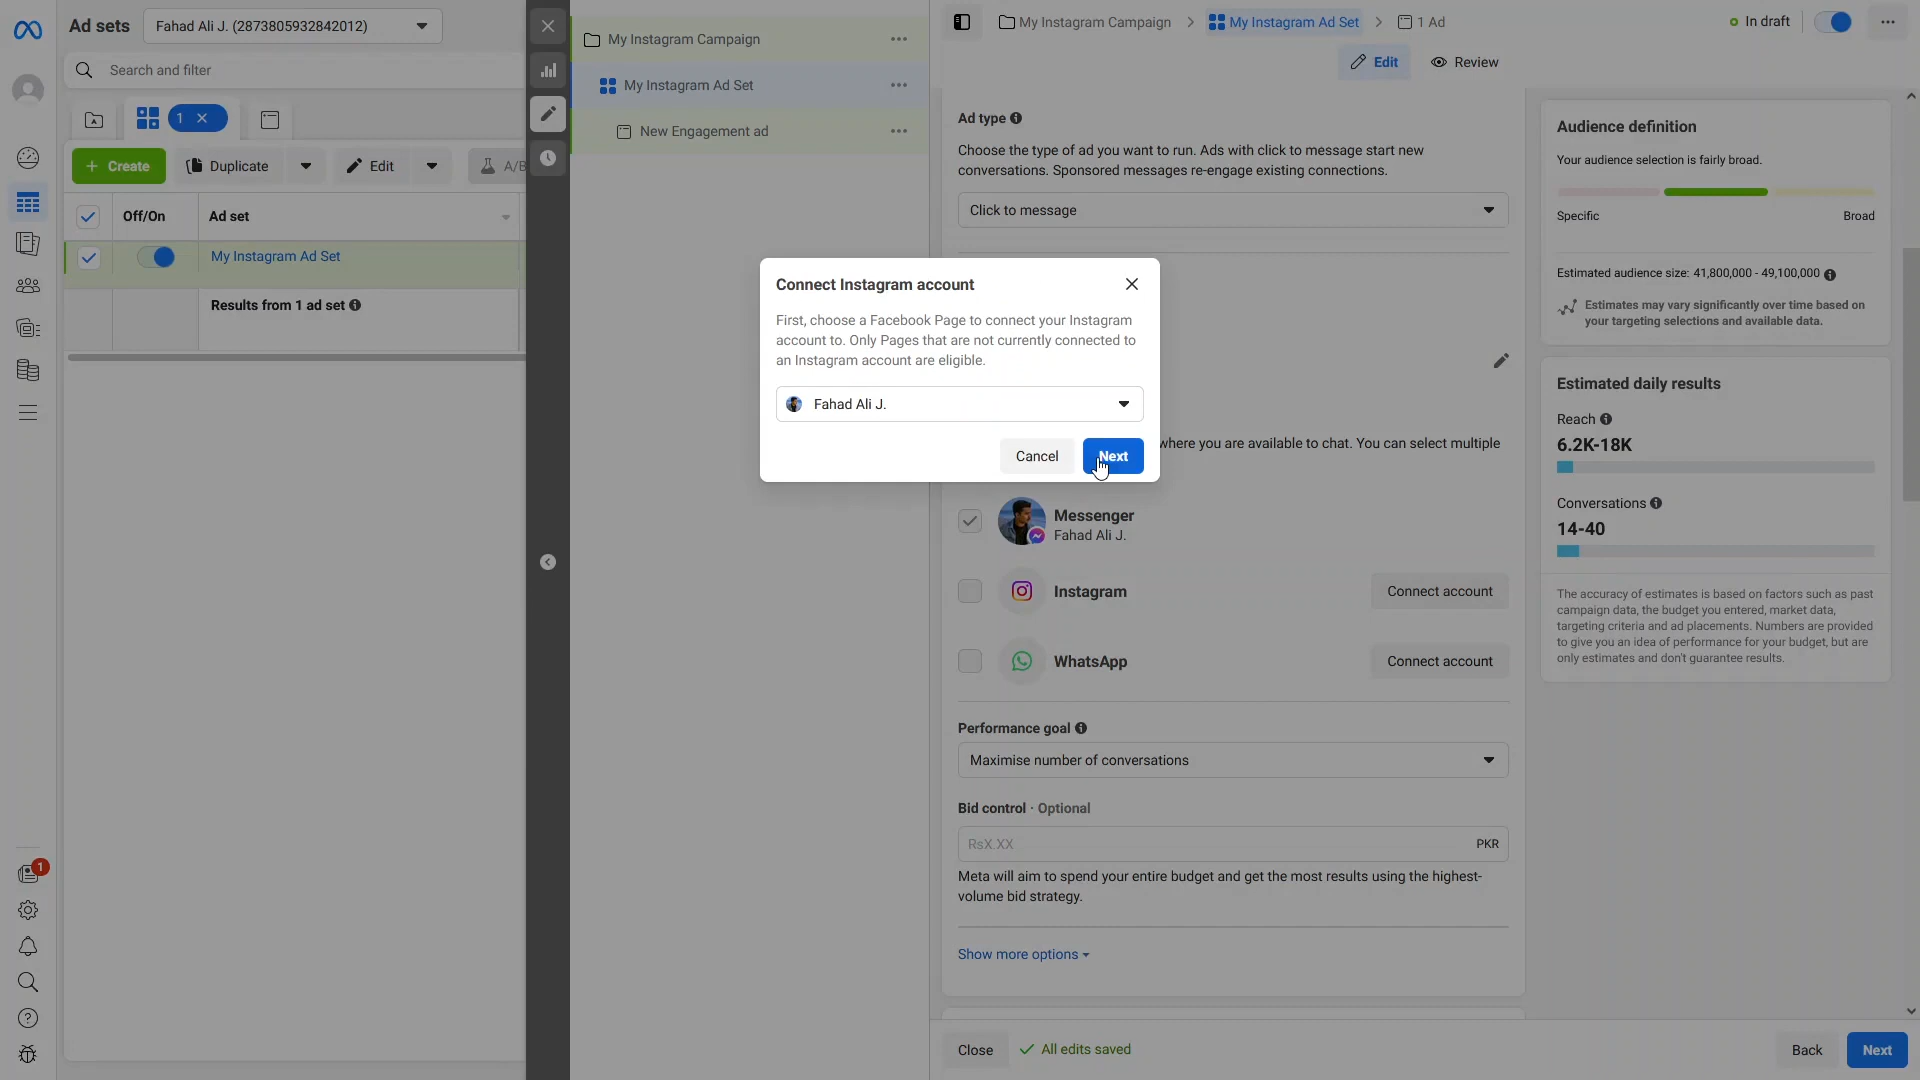 Ad sets
Fahad Ali J. (2873805932842012)
Search and filter
1
Create
Duplicate
Edit
A/B
Off/On
Ad set
My Instagram Ad Set
Results from 1 ad set
1
My Instagram Campaign
My Instagram Ad Set
New Engagement ad
My Instagram Campaign
My Instagram Ad Set
1 Ad
In draft
Edit
Review
Ad type
Choose the type of ad you want to run. Ads with click to message start new
conversations. Sponsored messages re-engage existing connections.
Click to message
Connect Instagram account
First, choose a Facebook Page to connect your Instagram
account to. Only Pages that are not currently connected to
an Instagram account are eligible.
Fahad Ali J.
Cancel
Next
where you are available to chat. You can select multiple
Messenger
Fahad Ali J.
Instagram
Connect account
WhatsApp
Connect account
Performance goal
Maximise number of conversations
Bid control · Optional
RsX.XX
PKR
Meta will aim to spend your entire budget and get the most results using the highest-
volume bid strategy.
Show more options
Close
All edits saved
Back
Next
Audience definition
Your audience selection is fairly broad.
Specific
Broad
Estimated audience size: 41,800,000 - 49,100,000
Estimates may vary significantly over time based on
your targeting selections and available data.
Estimated daily results
Reach
6.2K-18K
Conversations
14-40
The accuracy of estimates is based on factors such as past
campaign data, the budget you entered, market data,
targeting criteria and ad placements. Numbers are provided
to give you an idea of performance for your budget, but are
only estimates and don't guarantee results.